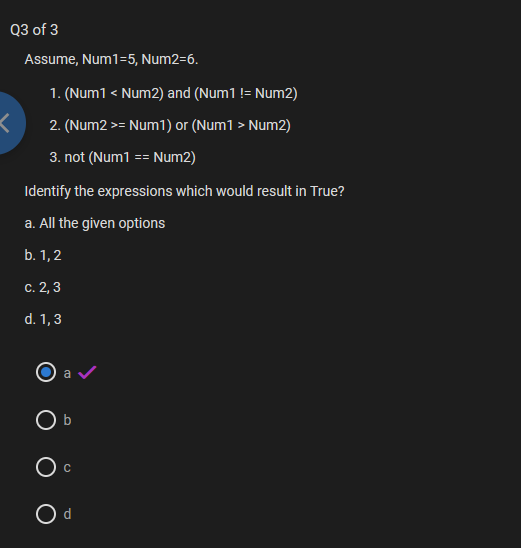 Q3 of 3
Assume, Num1=5, Num2=6.
1. (Num1 < Num2) and (Num1 != Num2)
2. (Num2 >= Num1) or (Num1 > Num2)
3. not (Num1 == Num2)
Identify the expressions which would result in True?
a. All the given options
b. 1, 2
c. 2, 3
d. 1, 3
a
b
c
d